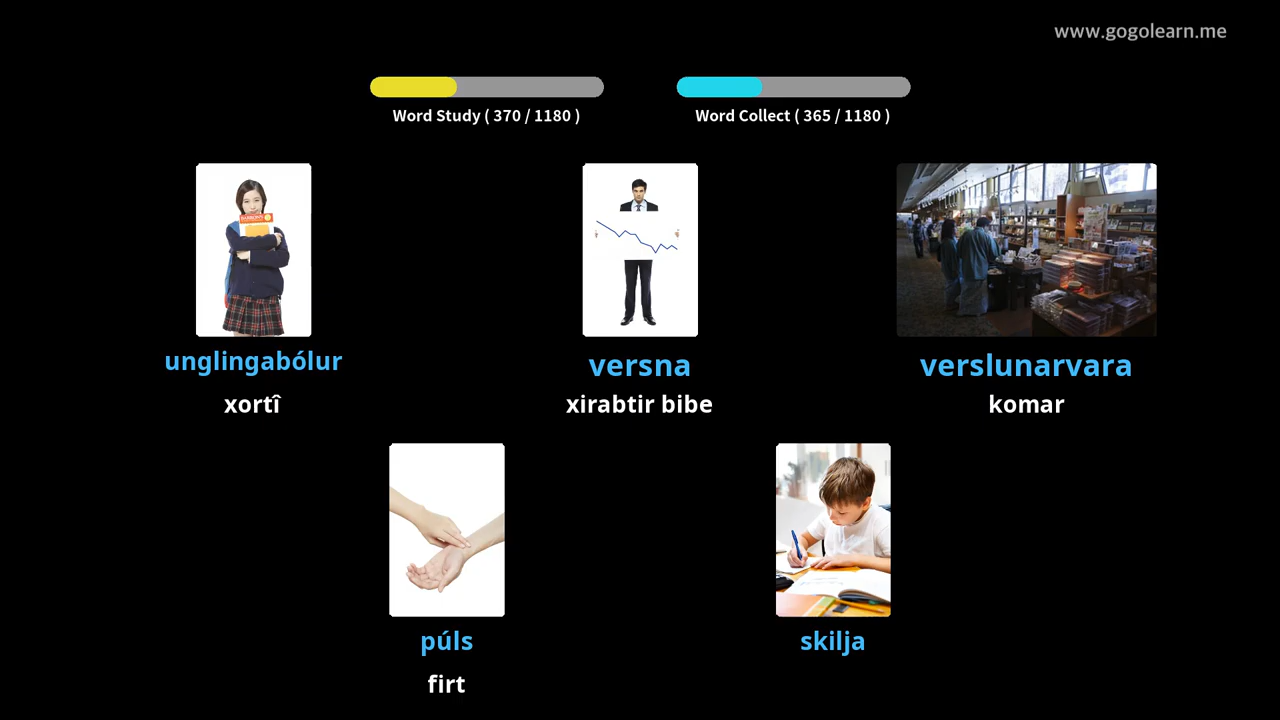 www.gogolearn.me
Word Study ( 370 / 1180 )
Word Collect ( 365 / 1180 )
unglingabólur
versna
verslunarvara
xortî
xirabtir bibe
komar
púls
skilja
firt